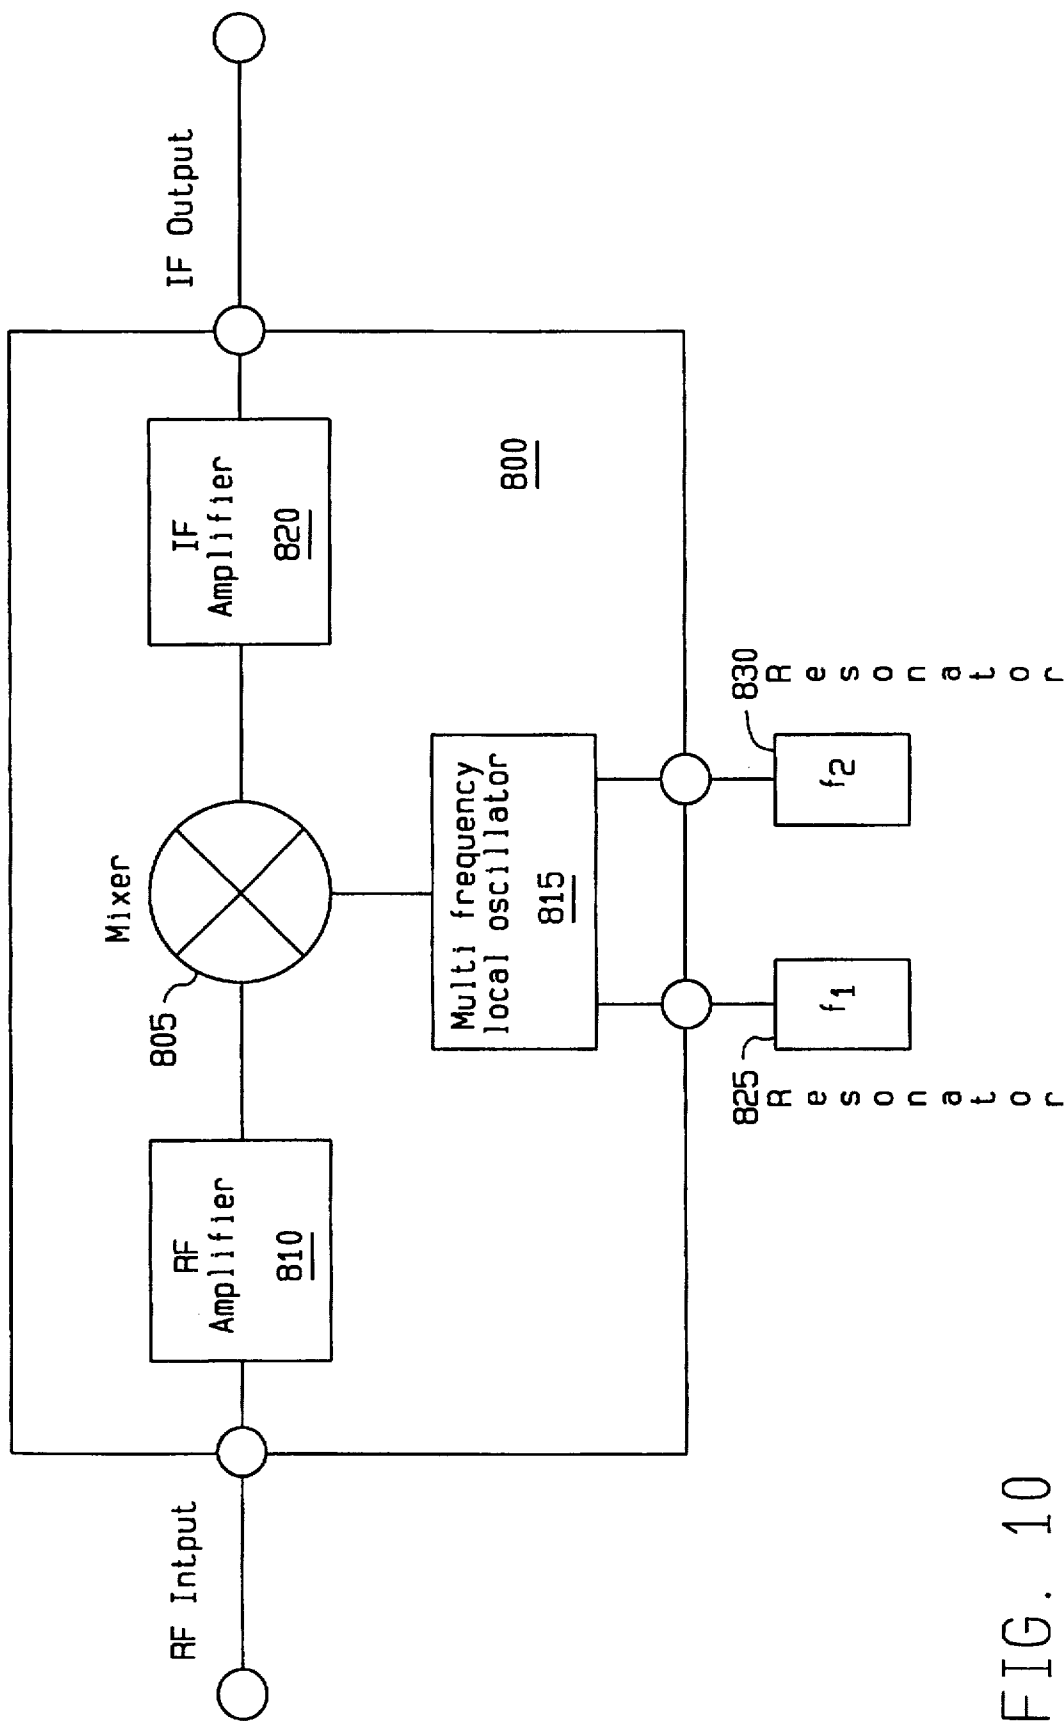 RF Intput
IF Output
Mixer
805
RF
Amplifier
810
IF
Amplifier
820
Multi frequency
local oscillator
815
800
825
Resonator
f1
830
Resonator
f2
FIG. 10